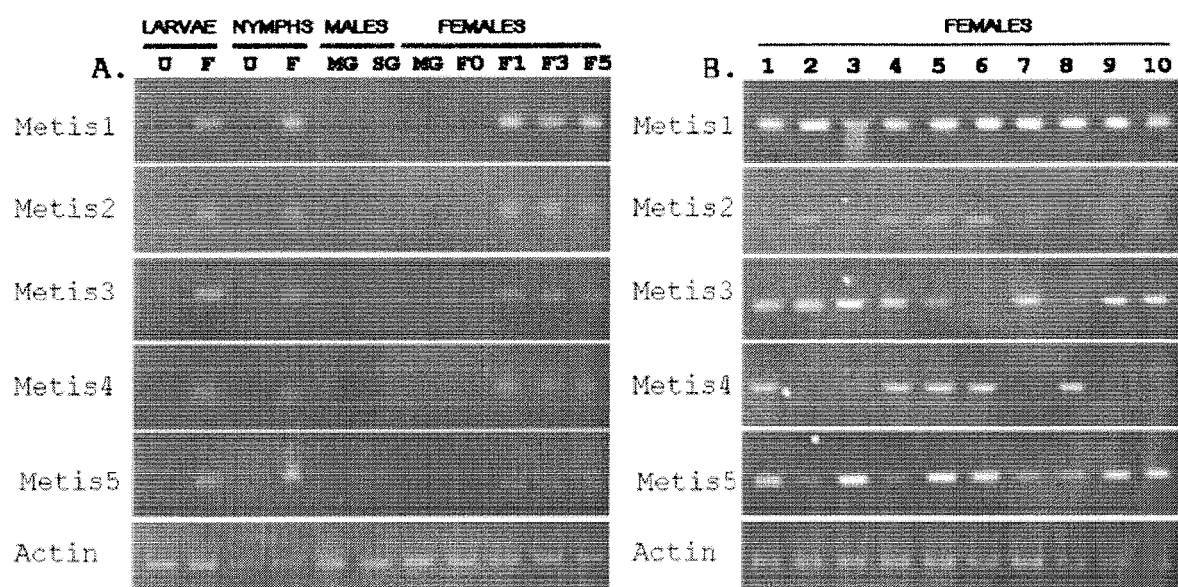 LARVAE NYMPHS MALES FEMALES
A. U F U F MG SG MG F0 F1 F3 F5
Metis1
Metis2
Metis3
Metis4
Metis5
Actin
FEMALES
B. 1 2 3 4 5 6 7 8 9 10
Metis1
Metis2
Metis3
Metis4
Metis5
Actin